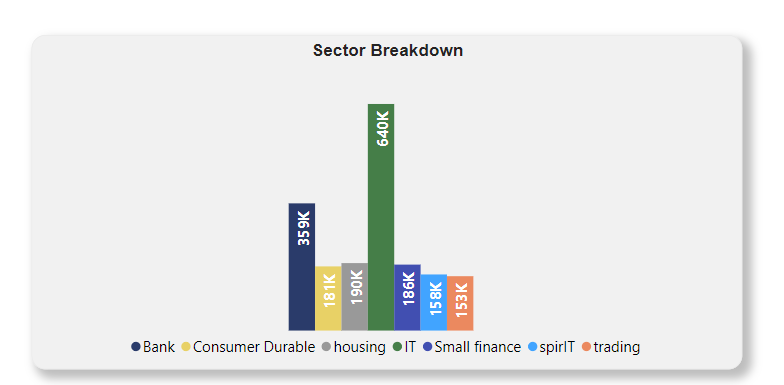 Sector Breakdown
640K
359K
181K
190K
186K
158K
153K
Bank Consumer Durable housing IT Small finance spirIT trading